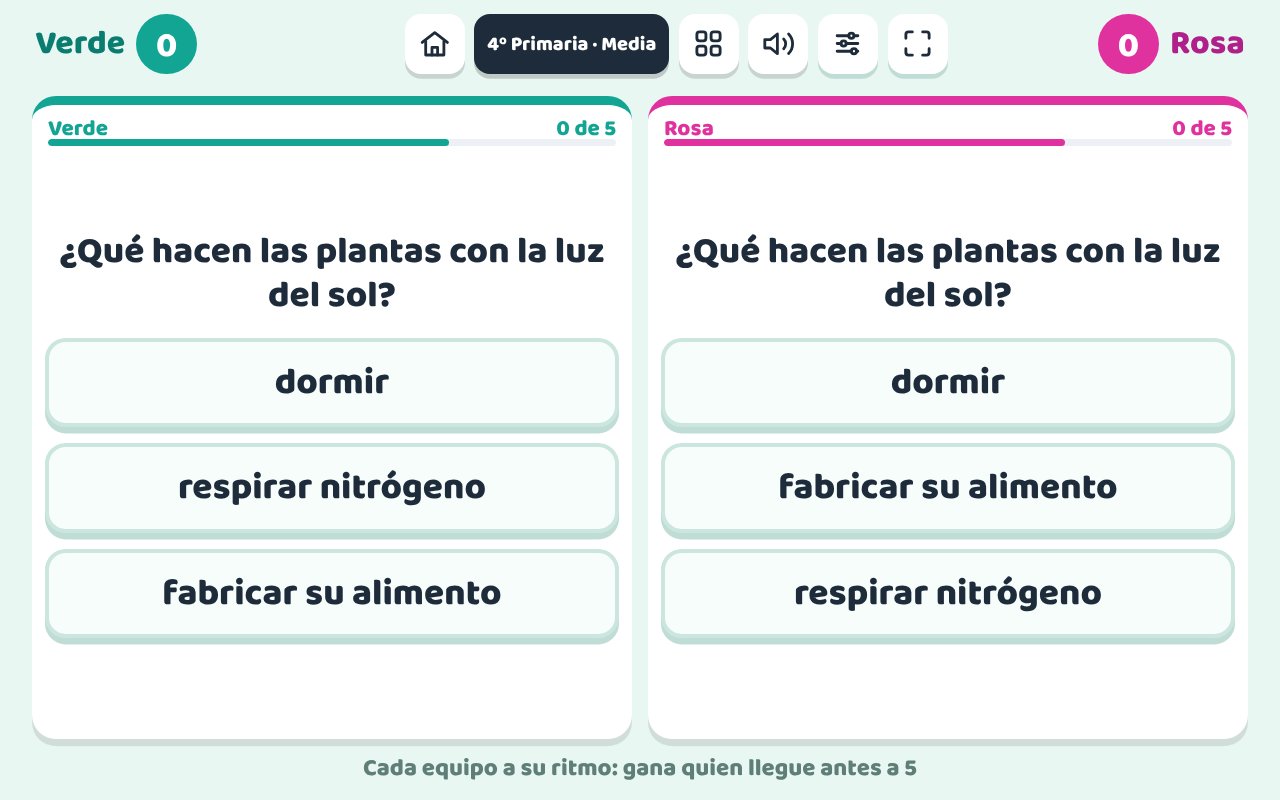 Verde 0
4º Primaria · Media
0 Rosa
Verde 0 de 5
¿Qué hacen las plantas con la luz
del sol?
dormir
respirar nitrógeno
fabricar su alimento
Rosa 0 de 5
¿Qué hacen las plantas con la luz
del sol?
dormir
fabricar su alimento
respirar nitrógeno
Cada equipo a su ritmo: gana quien llegue antes a 5